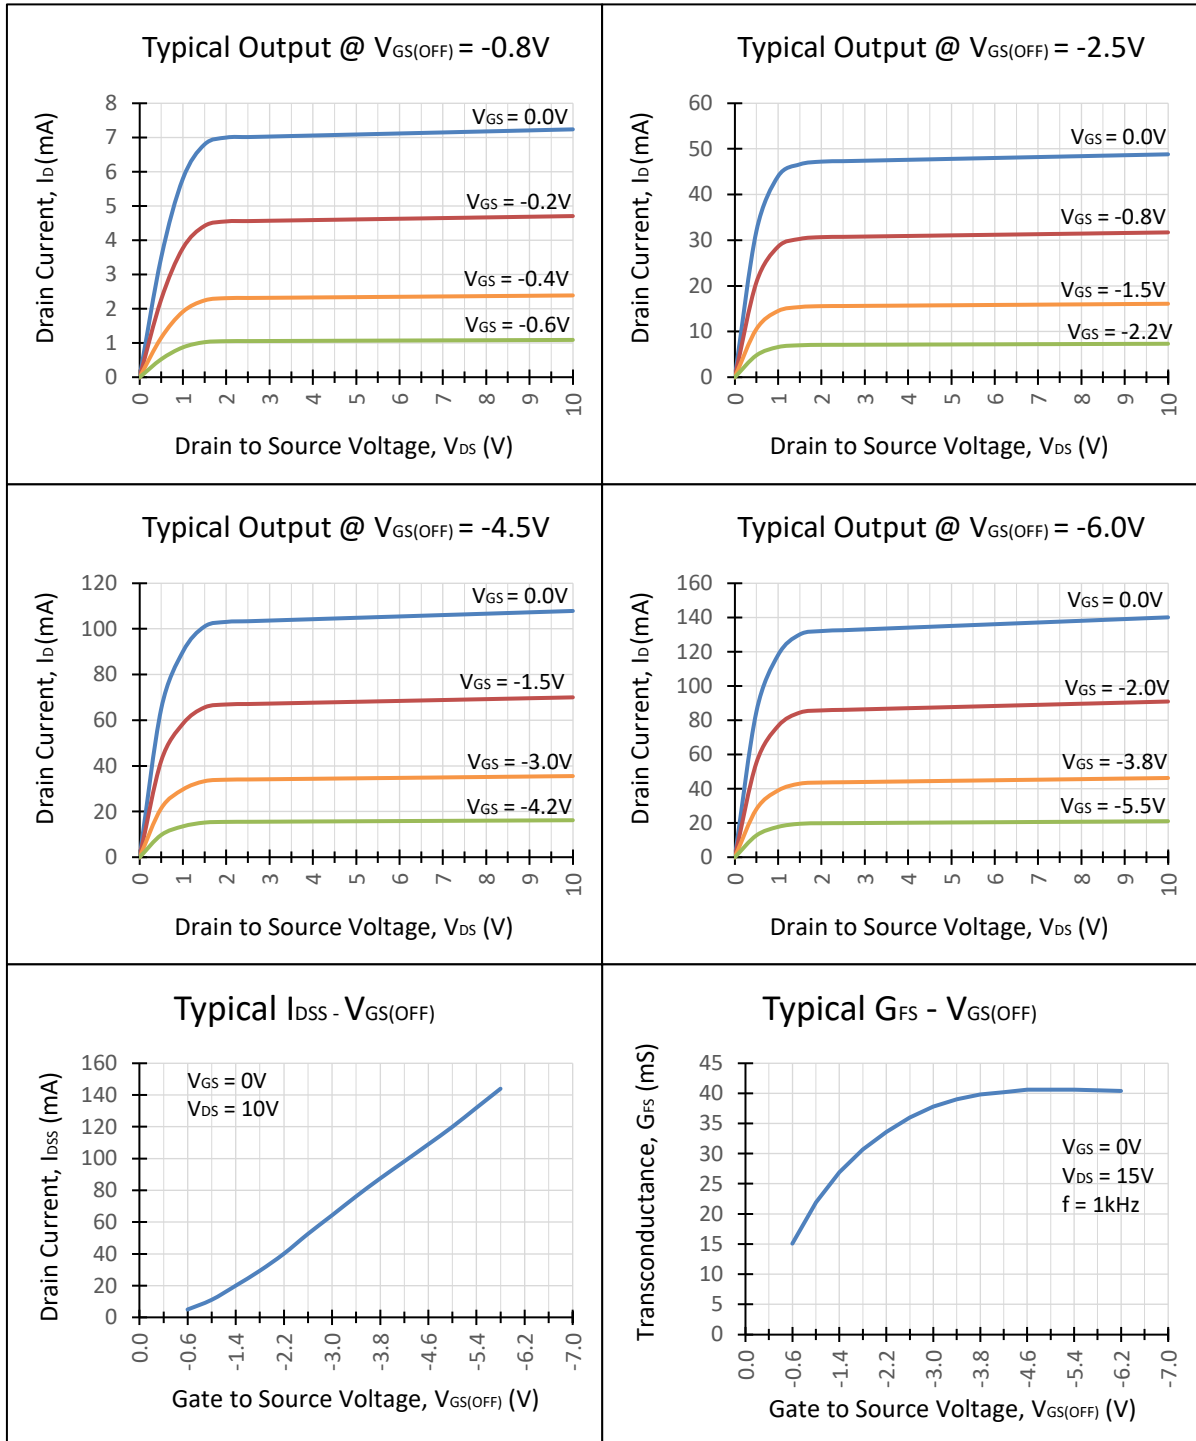 Typical Output @ VGS(OFF) = -0.8V
Drain Current, ID (mA)
8
7
6
5
4
3
2
1
0
VGS = 0.0V
VGS = -0.2V
VGS = -0.4V
VGS = -0.6V
0 1 2 3 4 5 6 7 8 9 10
Drain to Source Voltage, VDS (V)
Typical Output @ VGS(OFF) = -2.5V
Drain Current, ID (mA)
60
50
40
30
20
10
0
VGS = 0.0V
VGS = -0.8V
VGS = -1.5V
VGS = -2.2V
0 1 2 3 4 5 6 7 8 9 10
Drain to Source Voltage, VDS (V)
Typical Output @ VGS(OFF) = -4.5V
Drain Current, ID (mA)
120
100
80
60
40
20
0
VGS = 0.0V
VGS = -1.5V
VGS = -3.0V
VGS = -4.2V
0 1 2 3 4 5 6 7 8 9 10
Drain to Source Voltage, VDS (V)
Typical Output @ VGS(OFF) = -6.0V
Drain Current, ID (mA)
160
140
120
100
80
60
40
20
0
VGS = 0.0V
VGS = -2.0V
VGS = -3.8V
VGS = -5.5V
0 1 2 3 4 5 6 7 8 9 10
Drain to Source Voltage, VDS (V)
Typical IDSS - VGS(OFF)
Drain Current, IDSS (mA)
160
140
120
100
80
60
40
20
0
VGS = 0V
VDS = 10V
0.0 -0.6 -1.4 -2.2 -3.0 -3.8 -4.6 -5.4 -6.2 -7.0
Gate to Source Voltage, VGS(OFF) (V)
Typical GFS - VGS(OFF)
Transconductance, GFS (mS)
45
40
35
30
25
20
15
10
5
0
VGS = 0V
VDS = 15V
f = 1kHz
0.0 -0.6 -1.4 -2.2 -3.0 -3.8 -4.6 -5.4 -6.2 -7.0
Gate to Source Voltage, VGS(OFF) (V)